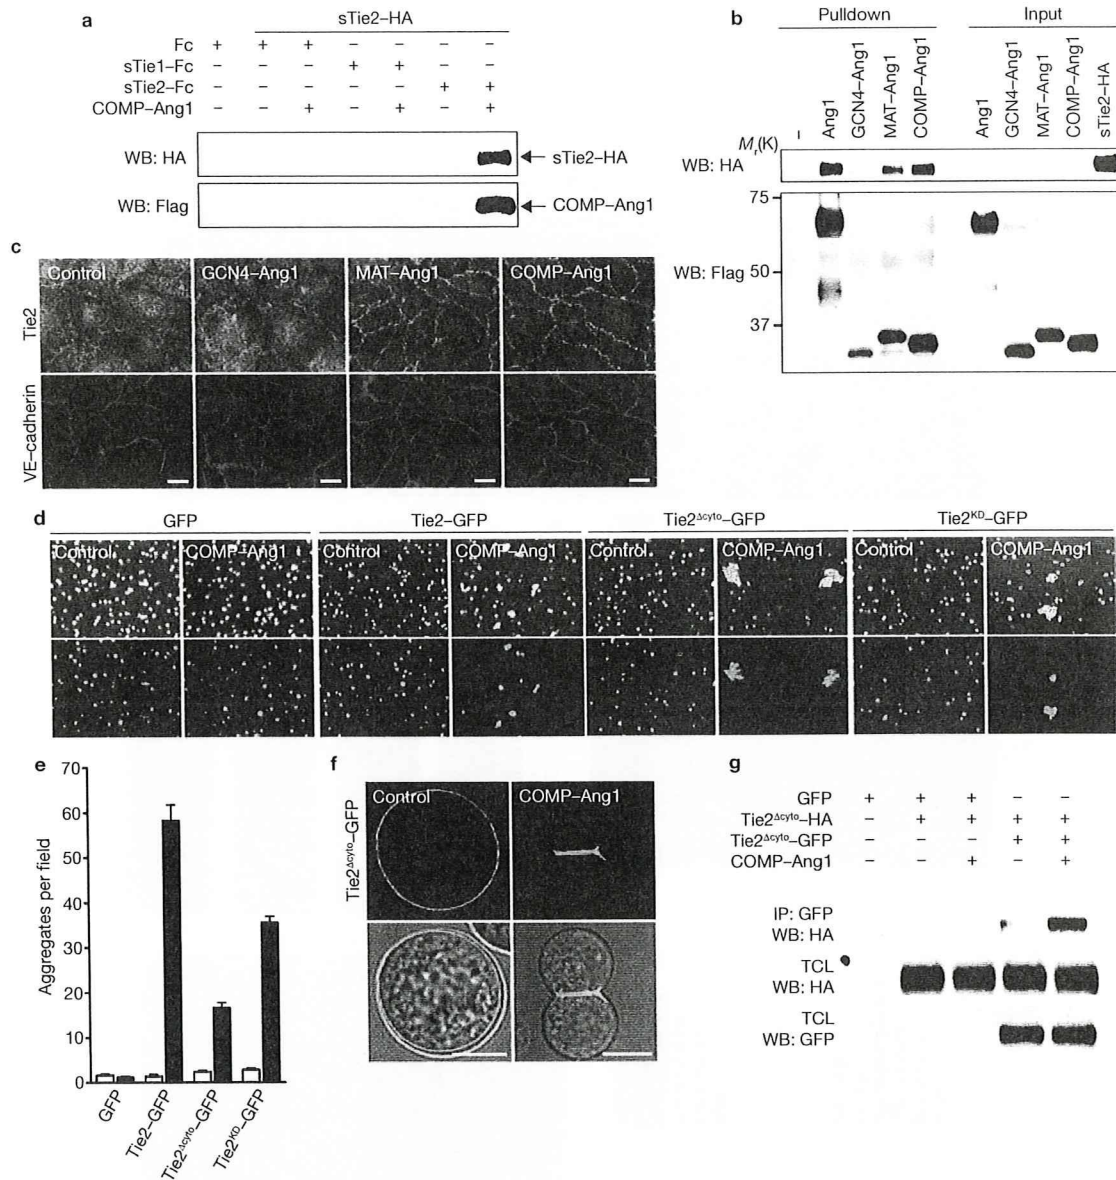 a
sTie2–HA
Fc + + + – – – –
sTie1–Fc – – – + + – –
sTie2–Fc – – – – – + +
COMP–Ang1 – – + – + – +
WB: HA
sTie2–HA
WB: Flag
COMP–Ang1
b
Pulldown Input
– Ang1 GCN4–Ang1 MAT–Ang1 COMP–Ang1 Ang1 GCN4–Ang1 MAT–Ang1 COMP–Ang1 sTie2–HA
Mr(K)
WB: HA
75
WB: Flag 50
37
c
Control GCN4–Ang1 MAT–Ang1 COMP–Ang1
Tie2
VE–cadherin
d
GFP Tie2–GFP Tie2Δcyto–GFP Tie2KD–GFP
Control COMP–Ang1 Control COMP–Ang1 Control COMP–Ang1 Control COMP–Ang1
e
Aggregates per field
70
60
50
40
30
20
10
0
GFP
Tie2–GFP
Tie2Δcyto–GFP
Tie2KD–GFP
f
Control COMP–Ang1
Tie2Δcyto–GFP
g
GFP + + + – –
Tie2Δcyto–HA – + + + +
Tie2Δcyto–GFP – – – + +
COMP–Ang1 – – + – +
IP: GFP
WB: HA
TCL
WB: HA
TCL
WB: GFP